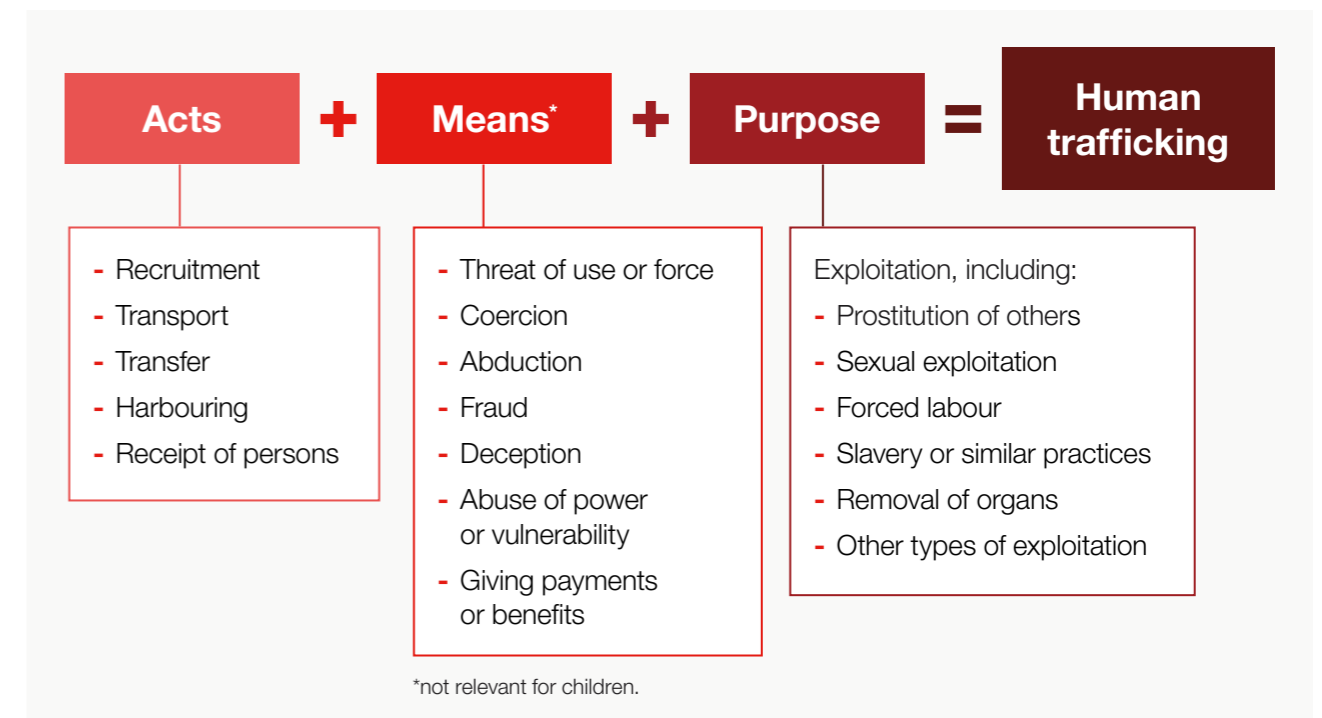 Acts + Means* + Purpose = Human
trafficking
- Recruitment
- Transport
- Transfer
- Harbouring
- Receipt of persons
- Threat of use or force
- Coercion
- Abduction
- Fraud
- Deception
- Abuse of power
or vulnerability
- Giving payments
or benefits
Exploitation, including:
- Prostitution of others
- Sexual exploitation
- Forced labour
- Slavery or similar practices
- Removal of organs
- Other types of exploitation
*not relevant for children.